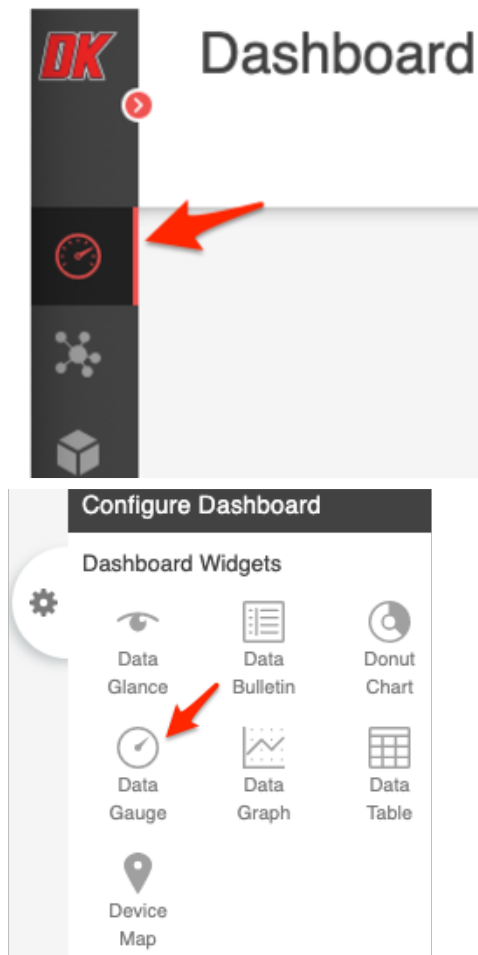 DK
Dashboard
Configure Dashboard
Dashboard Widgets
Data Data Donut
Glance Bulletin Chart
Data Data Data
Gauge Graph Table
Device
Map